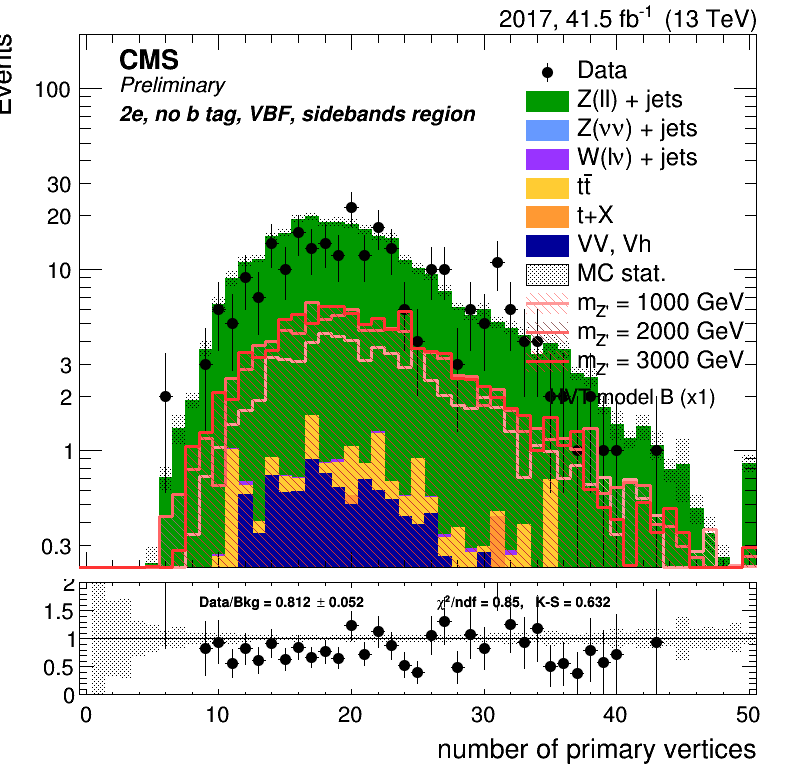 2017, 41.5 fb⁻¹ (13 TeV)
Events
CMS
Preliminary
2e, no b tag, VBF, sidebands region
Data
Z(ll) + jets
Z(νν) + jets
W(lν) + jets
tt̄
t+X
VV, Vh
MC stat.
m_Z' = 1000 GeV
m_Z' = 2000 GeV
m_Z' = 3000 GeV
HVT model B (x1)
100
30
20
10
3
2
1
0.3
Data/Bkg = 0.812 ± 0.052
χ²/ndf = 0.85, K-S = 0.632
2
1.5
1
0.5
0
0 10 20 30 40 50
number of primary vertices